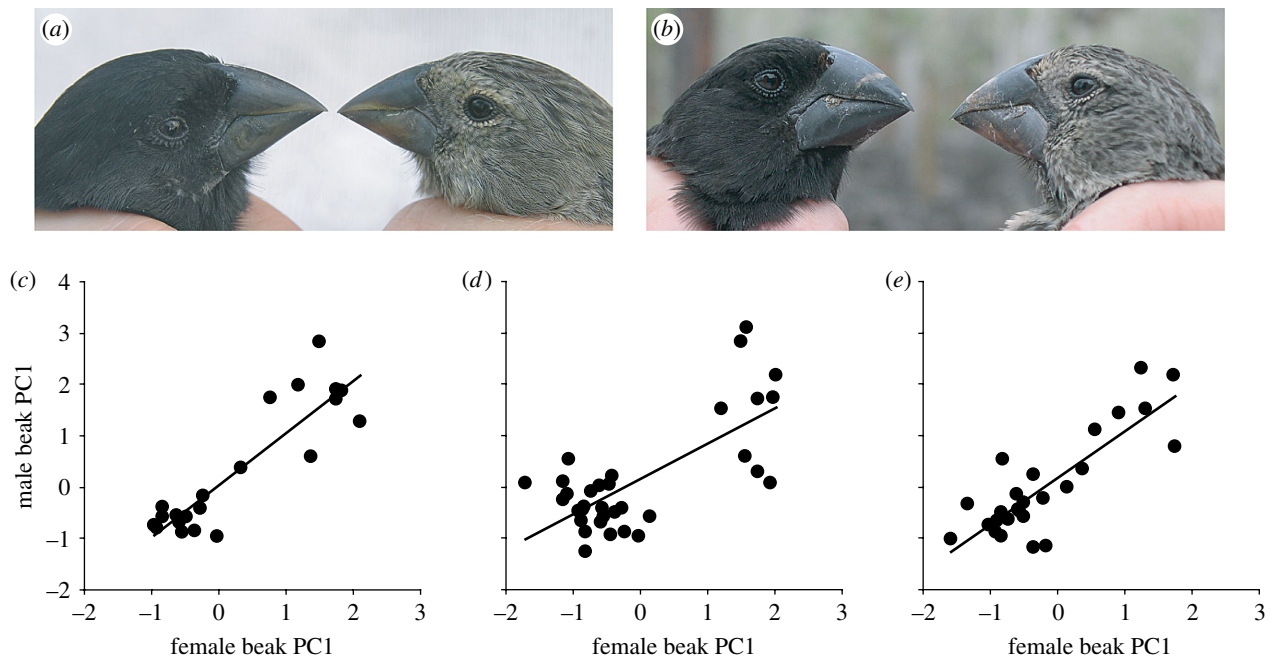 (a)
(b)
(c)
(d)
(e)
4
3
2
1
0
–1
–2
male beak PC1
–2 –1 0 1 2 3
–2 –1 0 1 2 3
–2 –1 0 1 2 3
female beak PC1
female beak PC1
female beak PC1